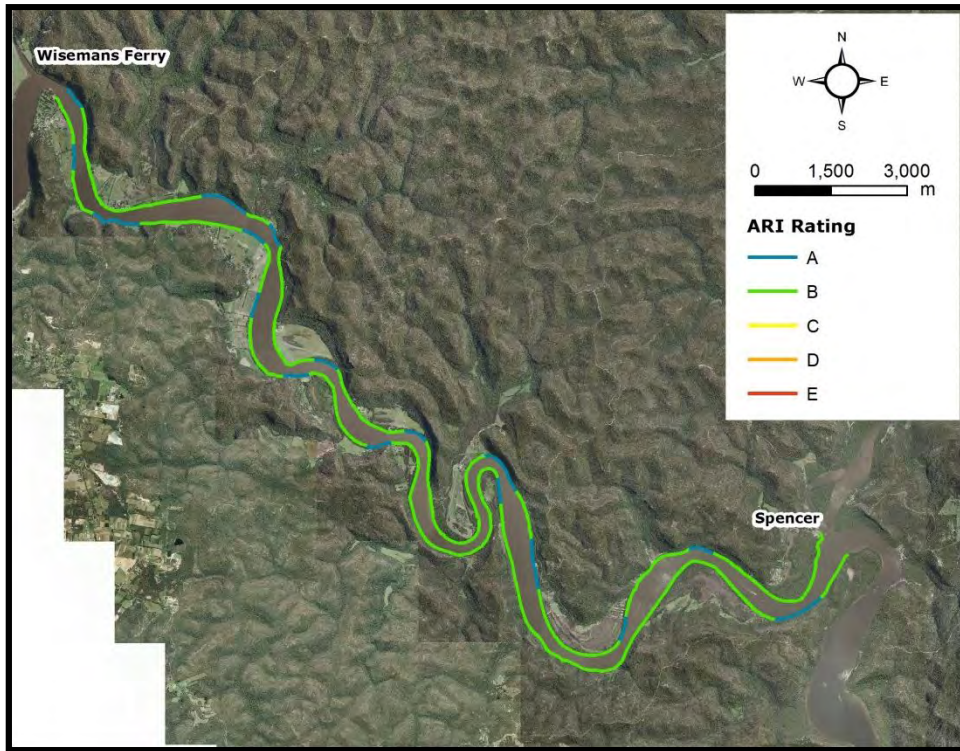 Wisemans Ferry
N
W E
S
0 1,500 3,000
m
ARI Rating
A
B
C
D
E
Spencer